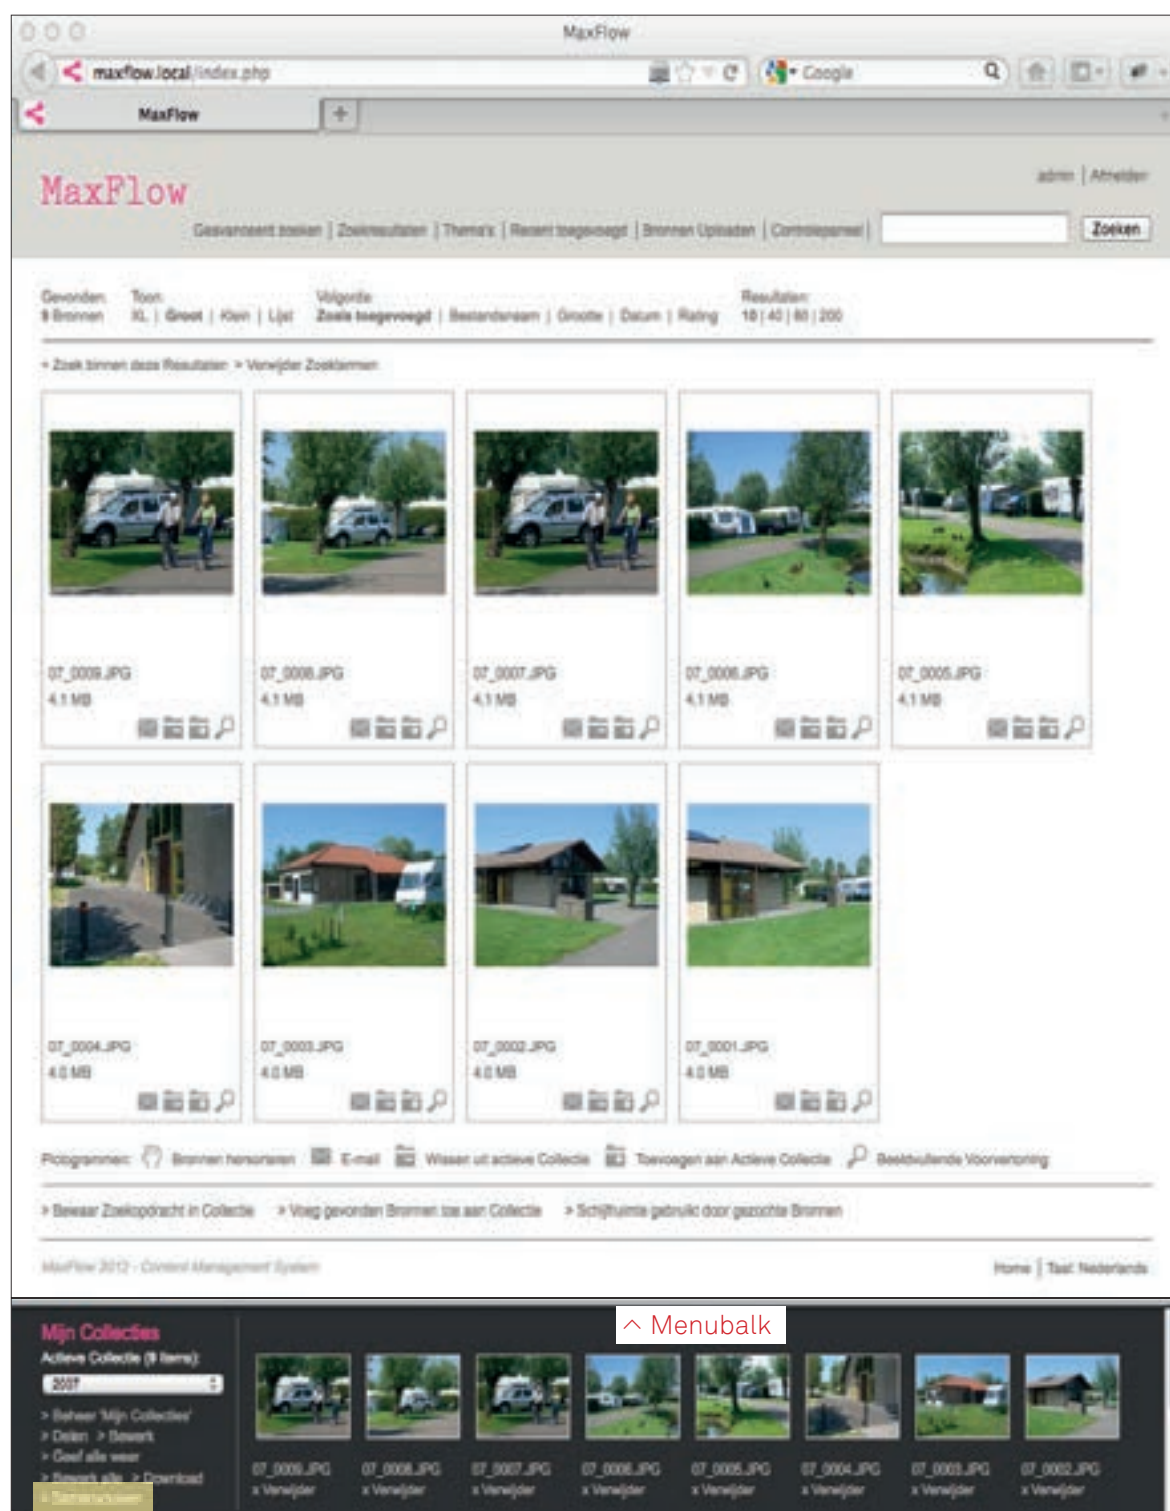 MaxFlow
maxflow.local/index.php
Google
MaxFlow
MaxFlow
admin | Afmelden
Geavanceerd zoeken | Zoekresultaten | Thema's | Recent toegevoegd | Bronnen Uploaden | Controlepaneel |
Zoeken
Gevonden: Toon: Volgorde: Resultaten:
9 Bronnen XL | Groot | Klein | Lijst Zoals toegevoegd | Bestandsnaam | Grootte | Datum | Rating 10 | 40 | 80 | 200
> Zoek binnen deze Resultaten > Verwijder Zoektermen
07_0009.JPG 07_0008.JPG 07_0007.JPG 07_0006.JPG 07_0005.JPG
4.1 MB 4.1 MB 4.1 MB 4.1 MB 4.1 MB
07_0004.JPG 07_0003.JPG 07_0002.JPG 07_0001.JPG
4.0 MB 4.0 MB 4.0 MB 4.0 MB
Pictogrammen: Bronnen hersorteren E-mail Wissen uit actieve Collectie Toevoegen aan Actieve Collectie Beeldvullende Voorvertoning
> Bewaar Zoekopdracht in Collectie > Voeg gevonden Bronnen toe aan Collectie > Schijfruimte gebruikt door gezochte Bronnen
MaxFlow 2012 - Content Management System Home | Taal: Nederlands
^ Menubalk
Mijn Collecties
Actieve Collectie (9 items):
2007
> Beheer 'Mijn Collecties'
> Delen > Bewerk
> Geef alle weer
> Bewerk alle > Download
07_0009.JPG 07_0008.JPG 07_0007.JPG 07_0006.JPG 07_0005.JPG 07_0004.JPG 07_0003.JPG 07_0002.JPG
x Verwijder x Verwijder x Verwijder x Verwijder x Verwijder x Verwijder x Verwijder x Verwijder